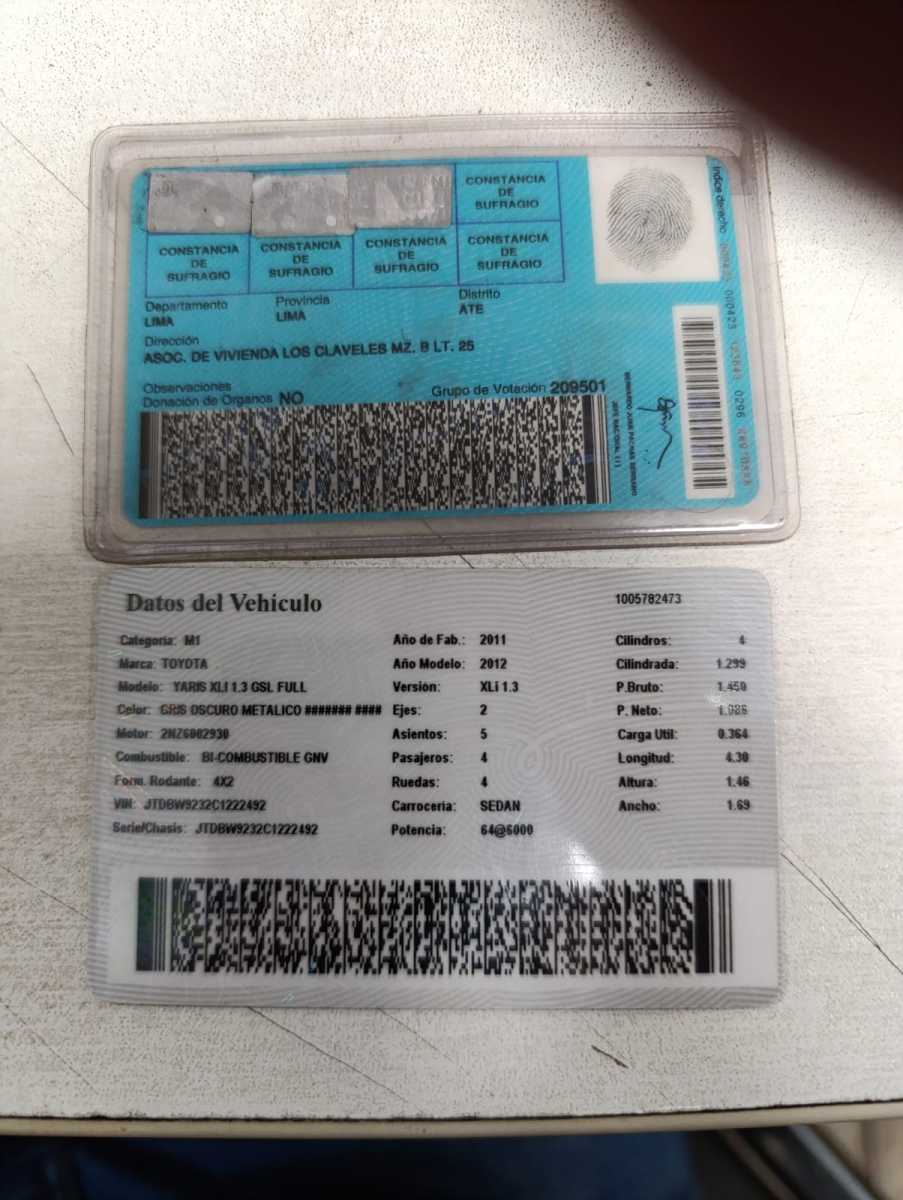 CONSTANCIA DE SUFRAGIO
CONSTANCIA DE SUFRAGIO
CONSTANCIA DE SUFRAGIO
CONSTANCIA DE SUFRAGIO
CONSTANCIA DE SUFRAGIO
Índice derecho
Departamento Provincia Distrito
LIMA LIMA ATE
Dirección
ASOC. DE VIVIENDA LOS CLAVELES MZ. B LT. 25
Observaciones
Donación de Organos NO Grupo de Votación 209501
Datos del Vehículo 1005782473
Categoría: M1 Año de Fab.: 2011 Cilindros: 4
Marca: TOYOTA Año Modelo: 2012 Cilindrada: 1.299
Modelo: YARIS XLI 1.3 GSL FULL Versión: XLi 1.3 P.Bruto: 1.450
Color: GRIS OSCURO METALICO ####### #### Ejes: 2 P. Neto: 1.086
Motor: 2NZ6002930 Asientos: 5 Carga Util: 0.364
Combustible: BI-COMBUSTIBLE GNV Pasajeros: 4 Longitud: 4.30
Form. Rodante: 4X2 Ruedas: 4 Altura: 1.46
VIN: JTDBW9232C1222492 Carrocería: SEDAN Ancho: 1.69
Serie/Chasis: JTDBW9232C1222492 Potencia: 64@6000